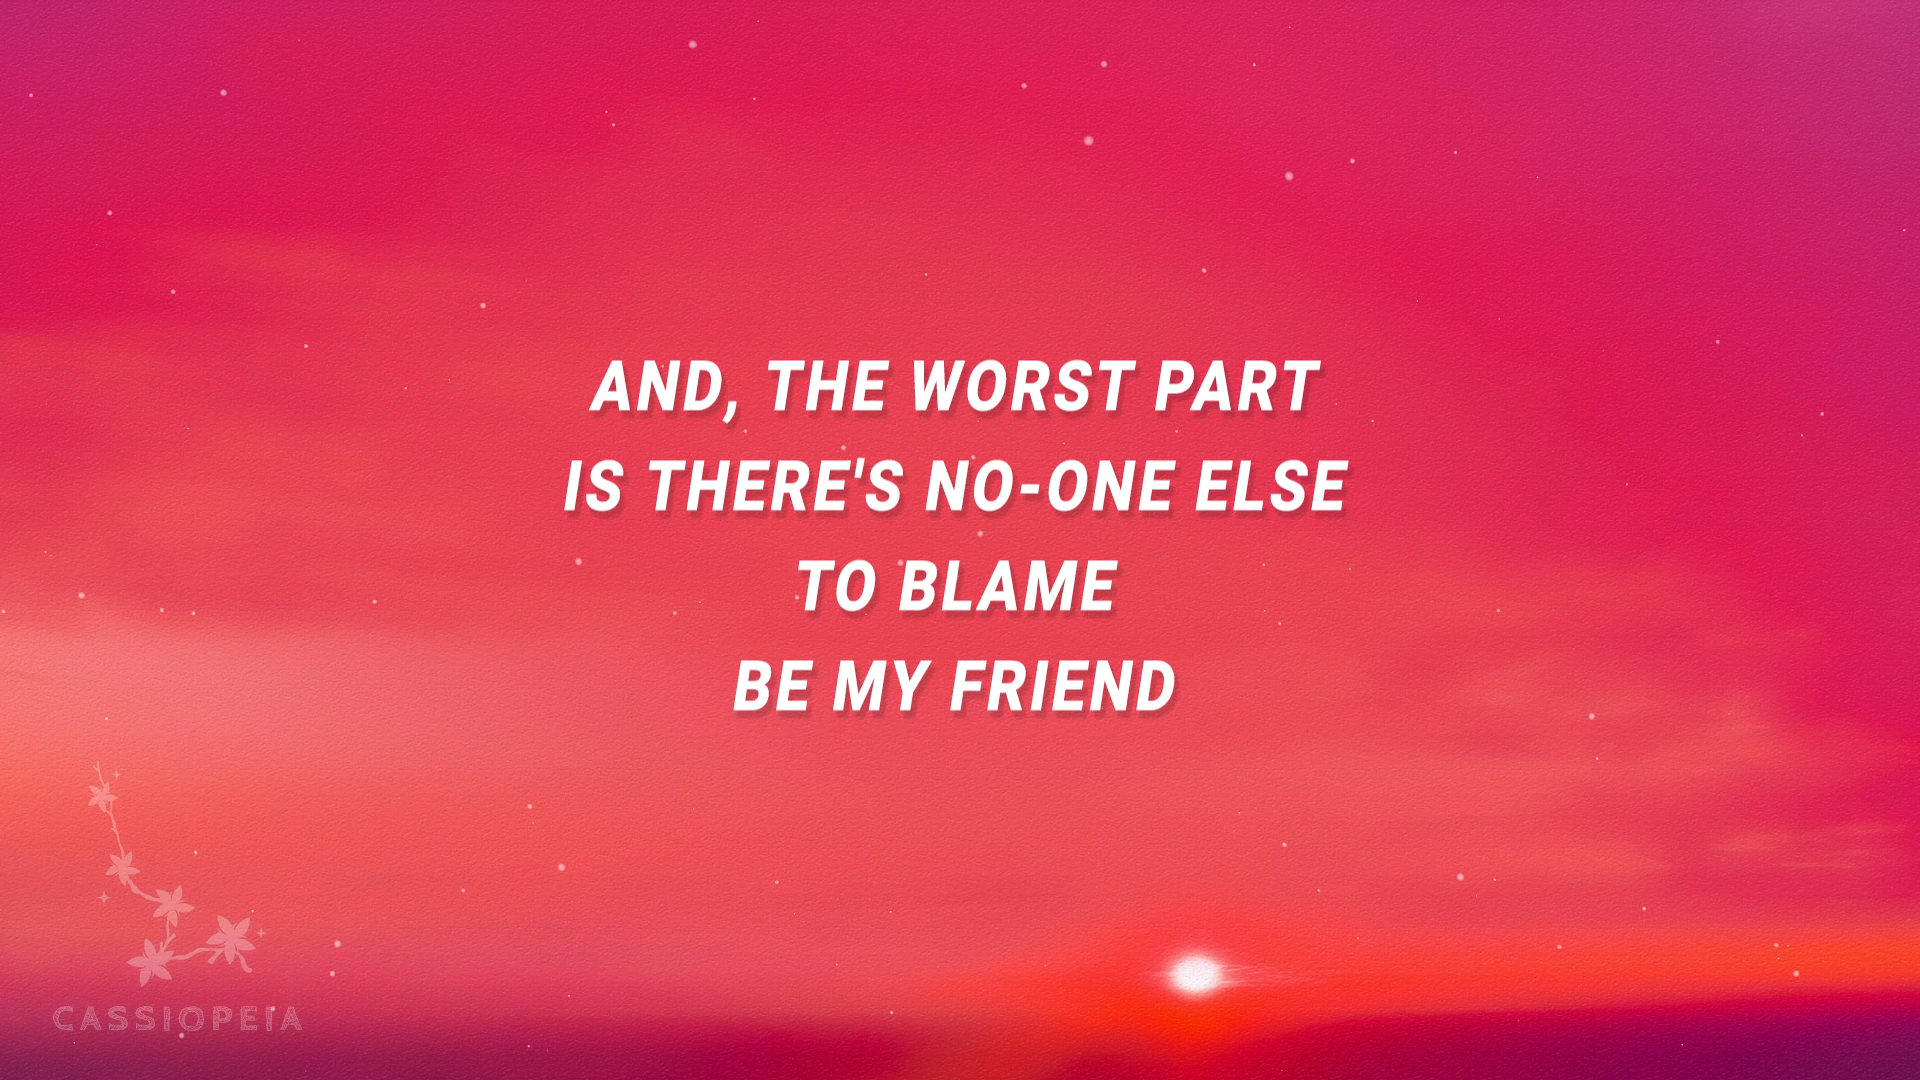 AND, THE WORST PART
IS THERE'S NO-ONE ELSE
TO BLAME
BE MY FRIEND
CASSIOPEIA